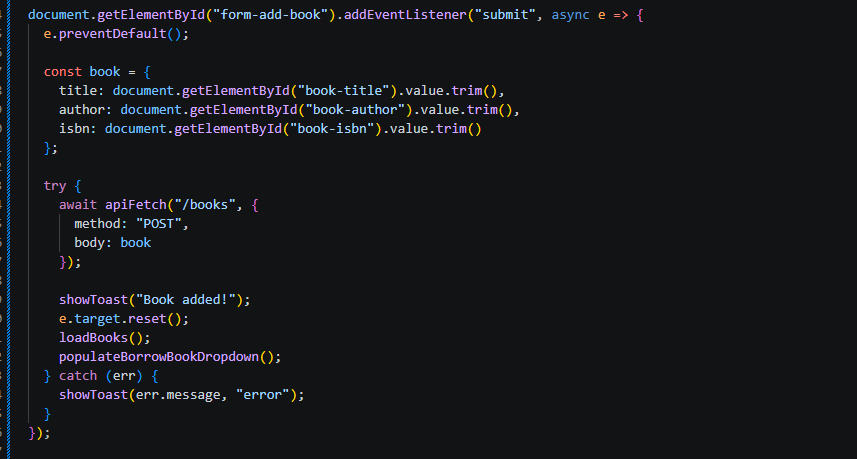 document.getElementById("form-add-book").addEventListener("submit", async e => {
  e.preventDefault();

  const book = {
    title: document.getElementById("book-title").value.trim(),
    author: document.getElementById("book-author").value.trim(),
    isbn: document.getElementById("book-isbn").value.trim()
  };

  try {
    await apiFetch("/books", {
      method: "POST",
      body: book
    });

    showToast("Book added!");
    e.target.reset();
    loadBooks();
    populateBorrowBookDropdown();
  } catch (err) {
    showToast(err.message, "error");
  }
});